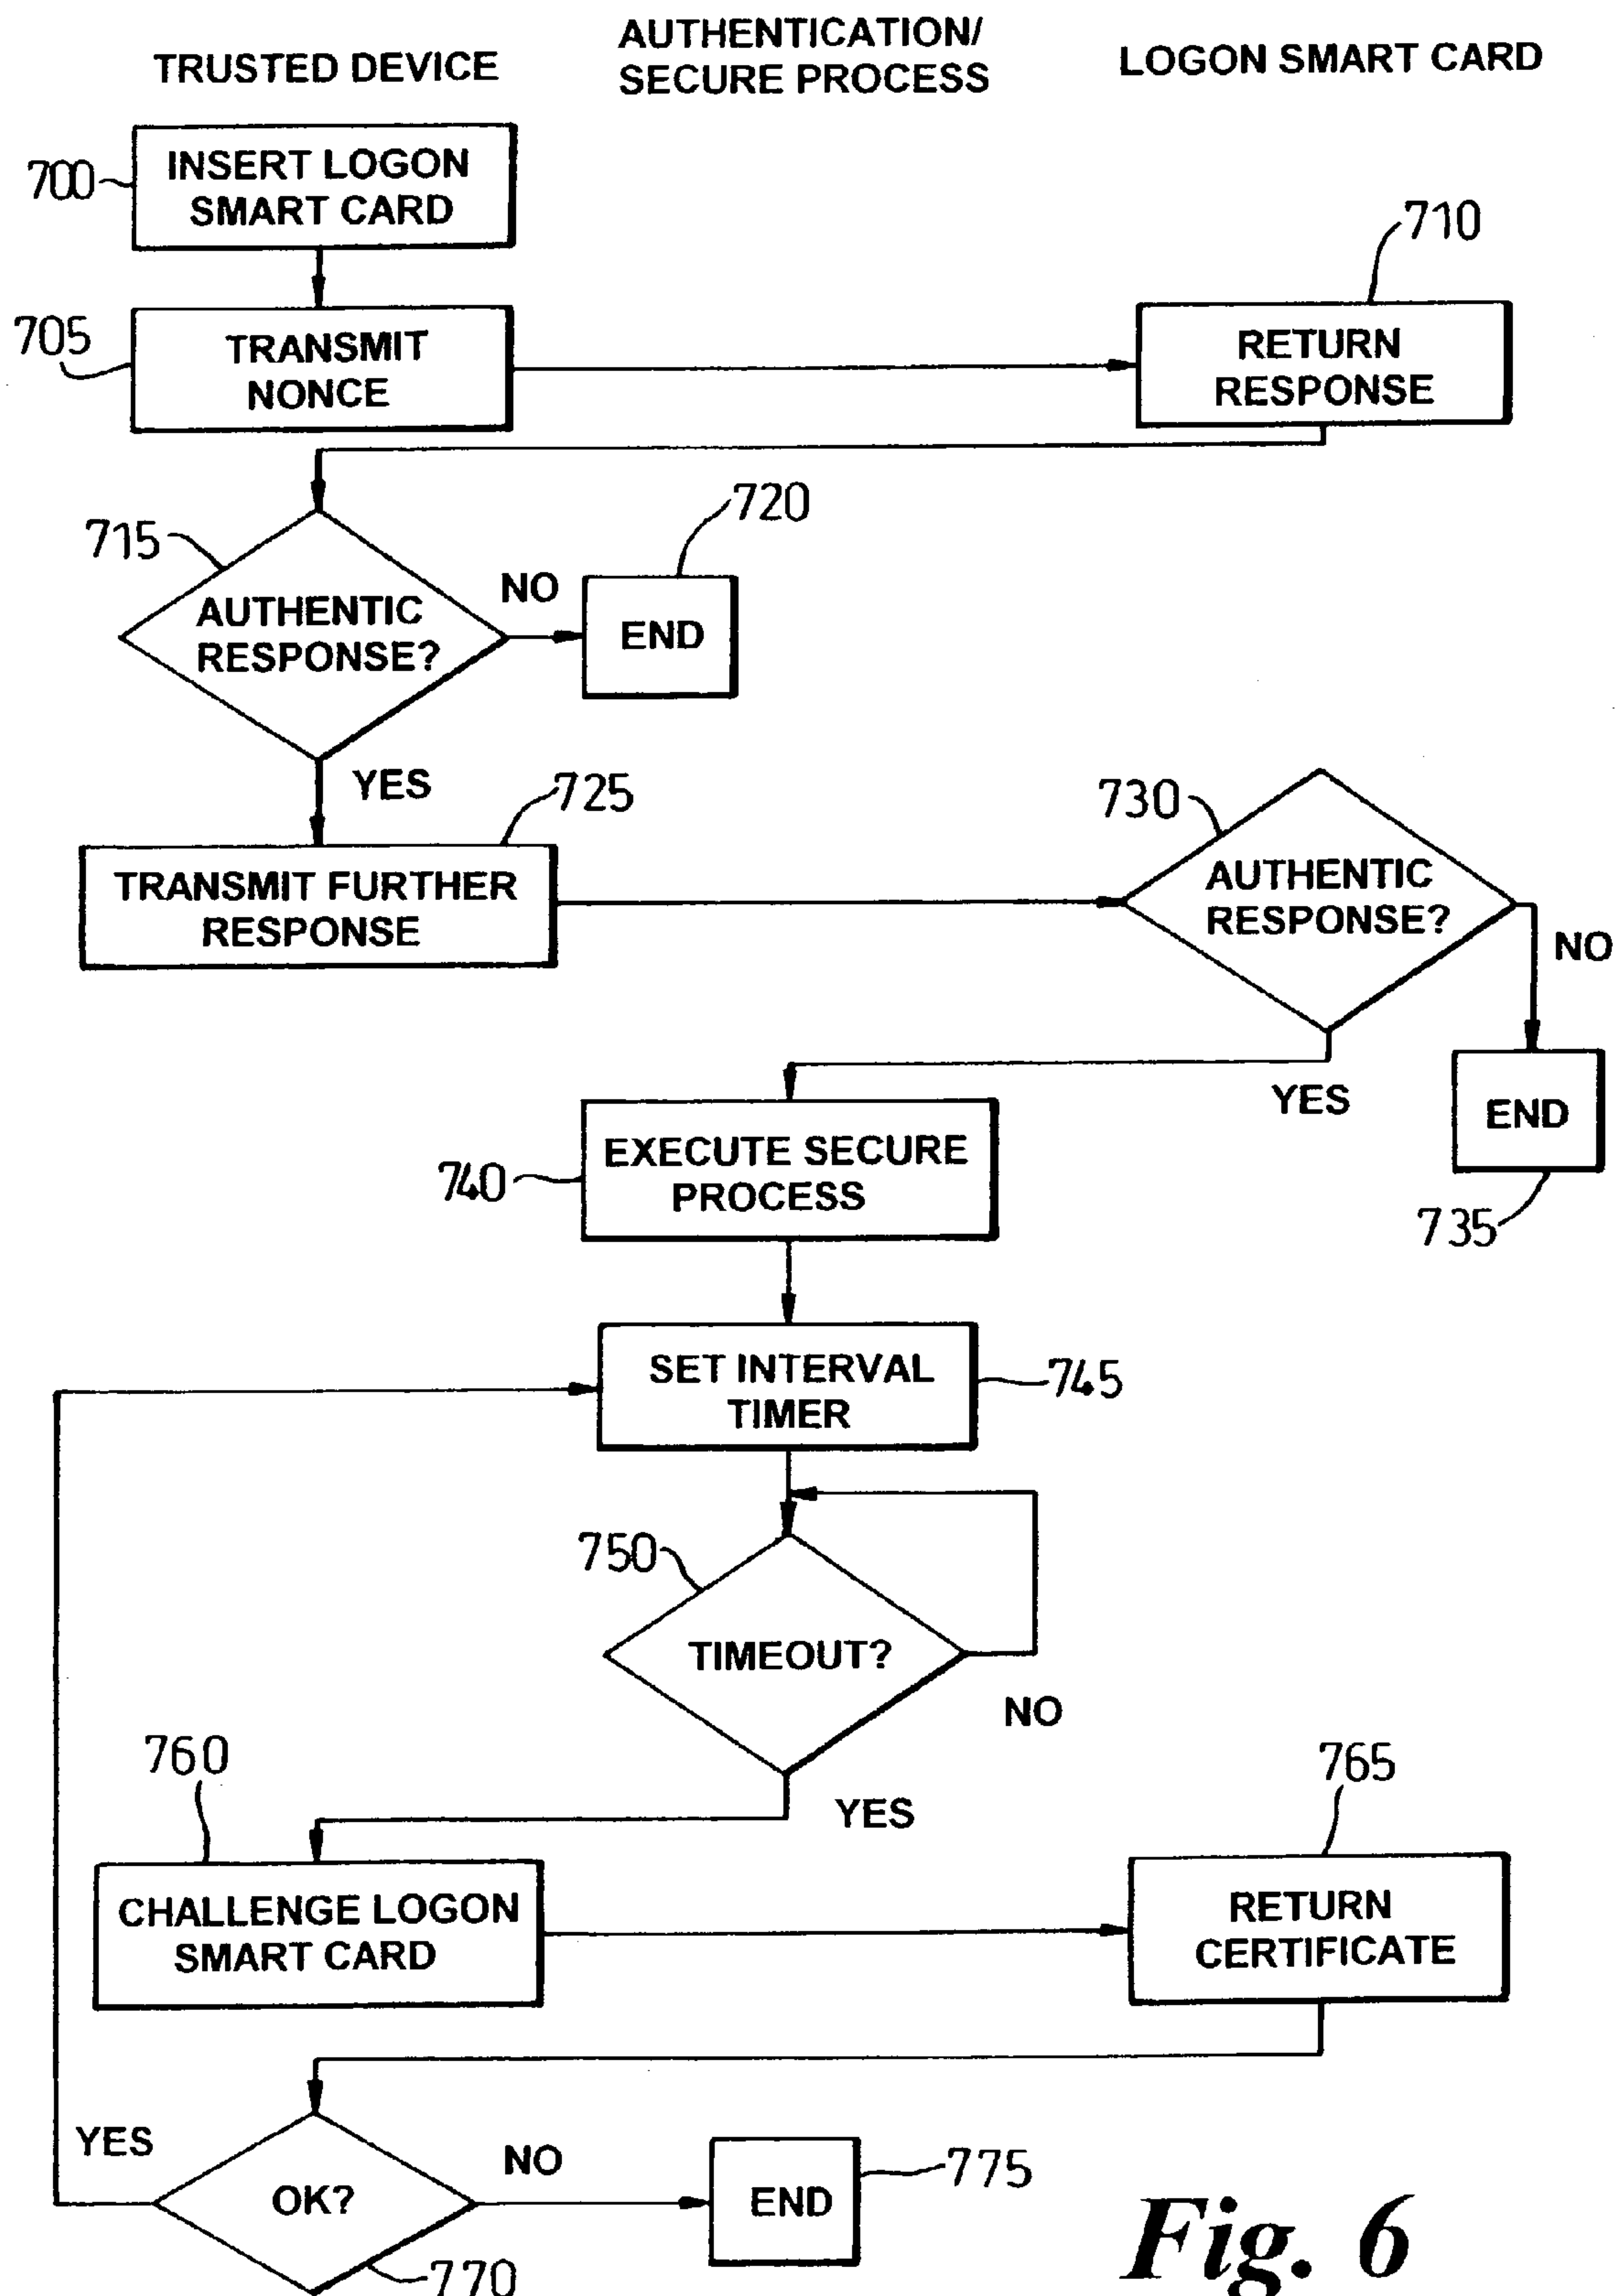 TRUSTED DEVICE
AUTHENTICATION/
SECURE PROCESS
LOGON SMART CARD
700
INSERT LOGON
SMART CARD
705
TRANSMIT
NONCE
710
RETURN
RESPONSE
715
AUTHENTIC
RESPONSE?
NO
720
END
YES
725
TRANSMIT FURTHER
RESPONSE
730
AUTHENTIC
RESPONSE?
NO
YES
END
735
740
EXECUTE SECURE
PROCESS
SET INTERVAL
TIMER
745
750
TIMEOUT?
NO
YES
760
CHALLENGE LOGON
SMART CARD
765
RETURN
CERTIFICATE
YES
OK?
770
NO
END
775
Fig. 6